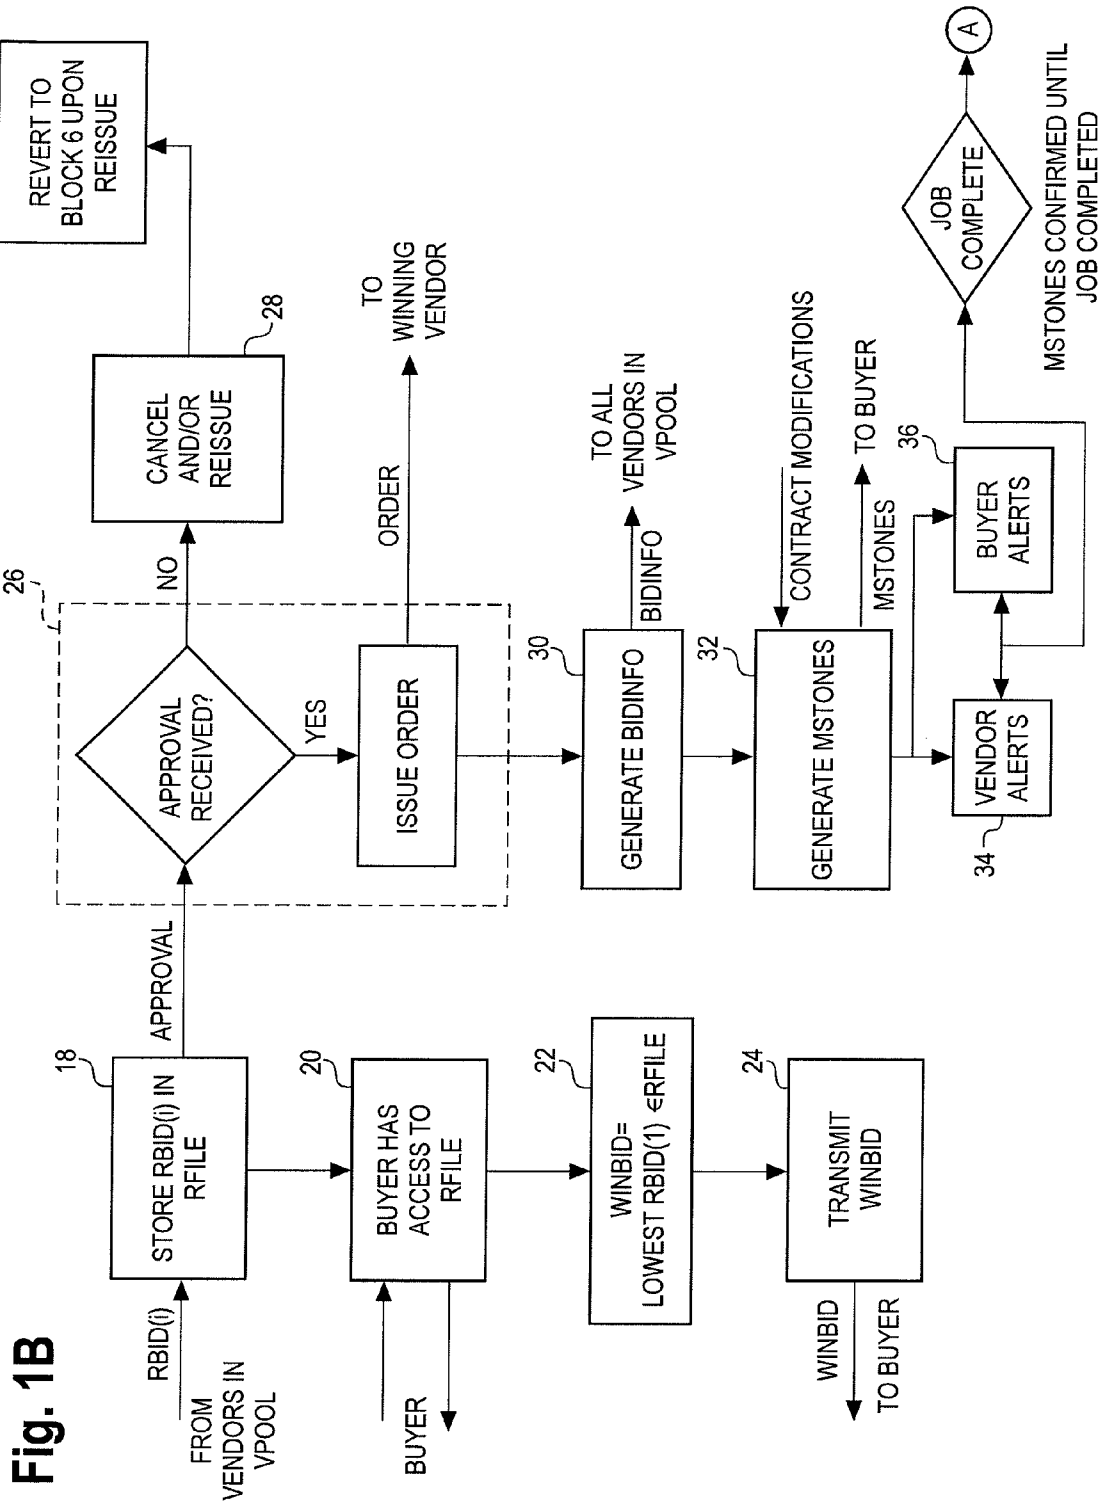 Fig. 1B
FROM
VENDORS IN
VPOOL
RBID(i)
18
STORE RBID(i) IN
RFILE
APPROVAL
26
APPROVAL
RECEIVED?
NO
28
CANCEL
AND/OR
REISSUE
REVERT TO
BLOCK 6 UPON
REISSUE
YES
ISSUE ORDER
ORDER
TO
WINNING
VENDOR
BUYER
20
BUYER HAS
ACCESS TO
RFILE
22
WINBID=
LOWEST RBID(1) ∈RFILE
24
TRANSMIT
WINBID
WINBID
TO BUYER
30
GENERATE BIDINFO
BIDINFO
TO ALL
VENDORS IN
VPOOL
32
GENERATE MSTONES
CONTRACT MODIFICATIONS
MSTONES
TO BUYER
34
VENDOR
ALERTS
36
BUYER
ALERTS
JOB
COMPLETE
A
MSTONES CONFIRMED UNTIL
JOB COMPLETED